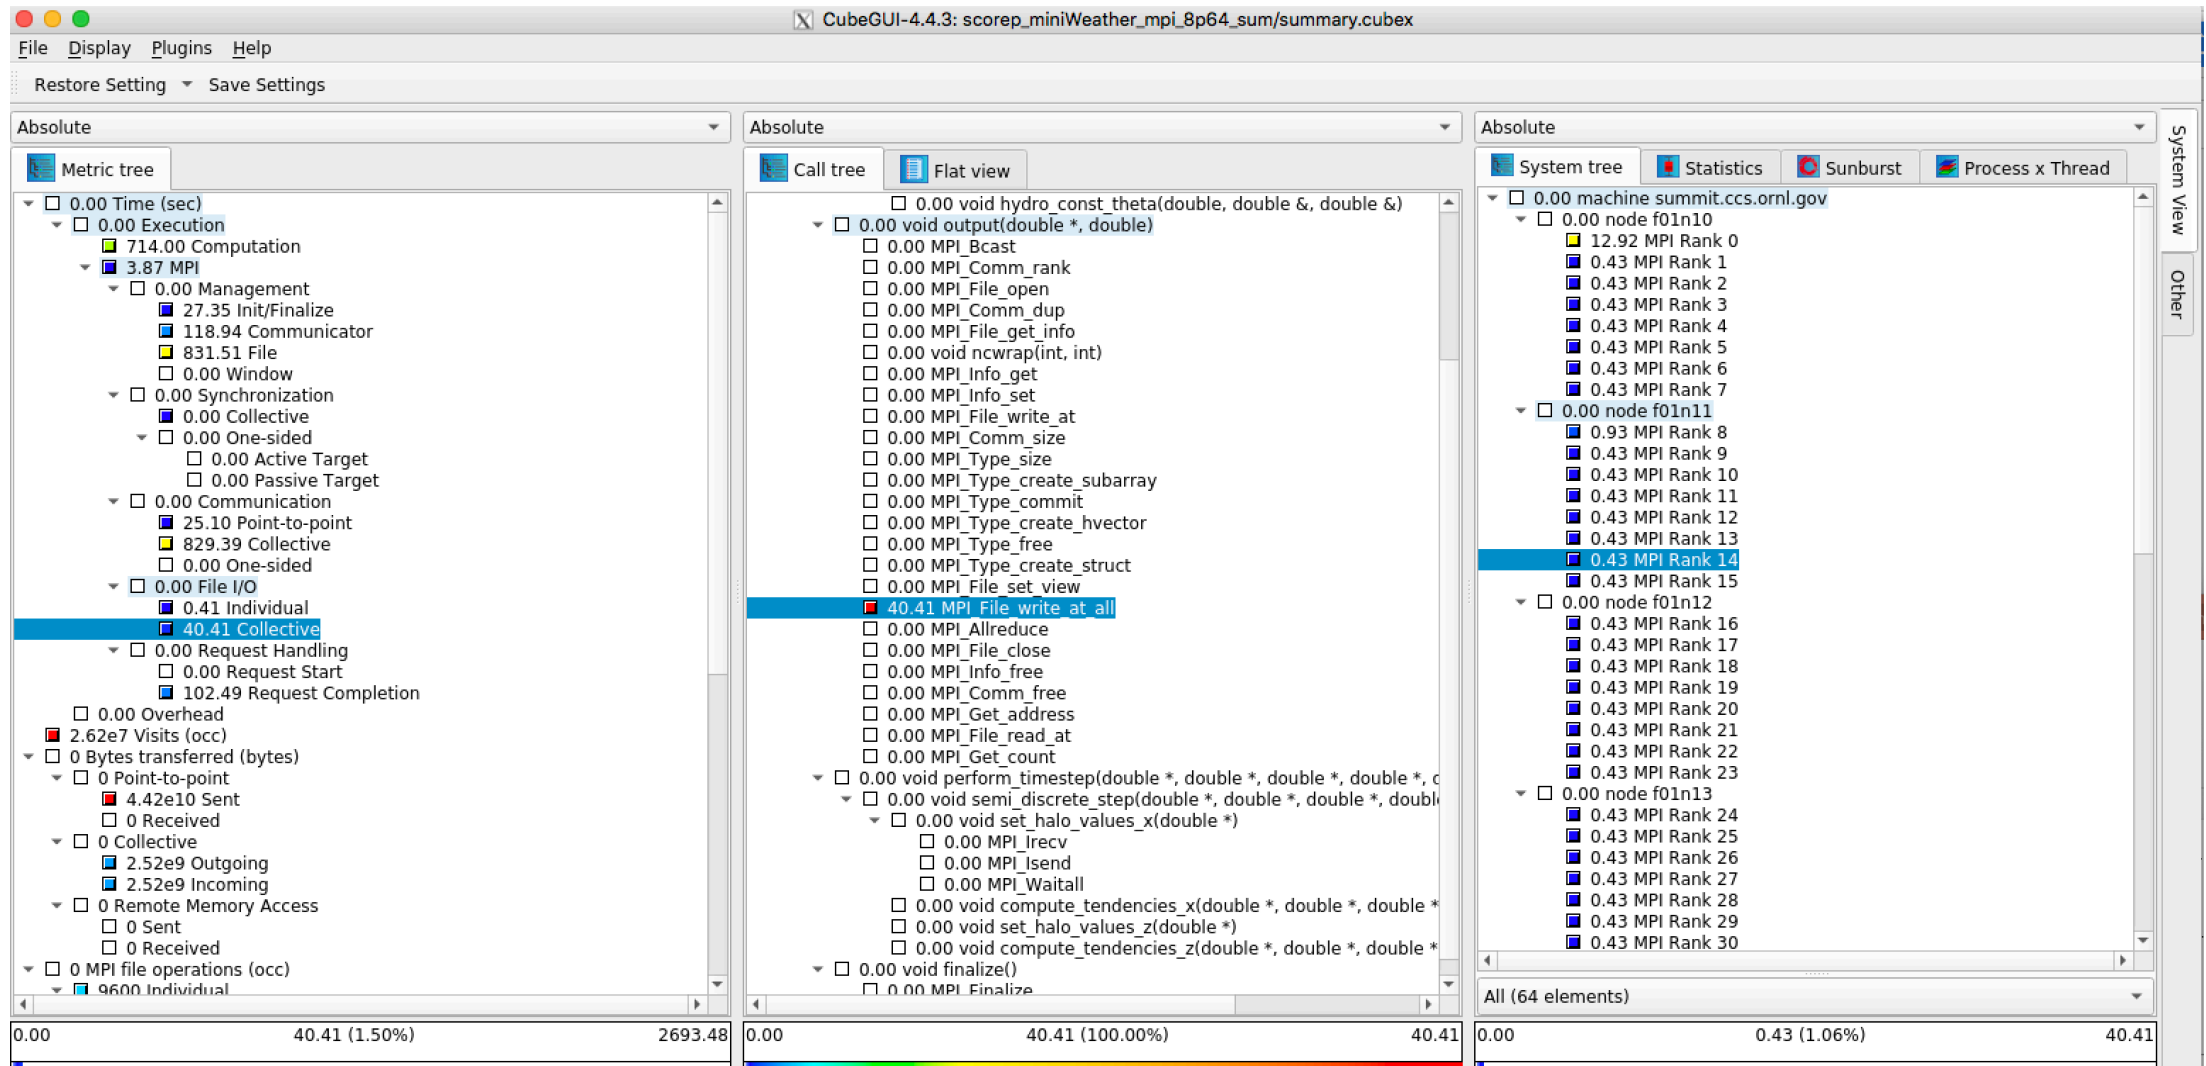 CubeGUI-4.4.3: scorep_miniWeather_mpi_8p64_sum/summary.cubex
File Display Plugins Help
Restore Setting Save Settings
Absolute
Metric tree
0.00 Time (sec)
0.00 Execution
714.00 Computation
3.87 MPI
0.00 Management
27.35 Init/Finalize
118.94 Communicator
831.51 File
0.00 Window
0.00 Synchronization
0.00 Collective
0.00 One-sided
0.00 Active Target
0.00 Passive Target
0.00 Communication
25.10 Point-to-point
829.39 Collective
0.00 One-sided
0.00 File I/O
0.41 Individual
40.41 Collective
0.00 Request Handling
0.00 Request Start
102.49 Request Completion
0.00 Overhead
2.62e7 Visits (occ)
0 Bytes transferred (bytes)
0 Point-to-point
4.42e10 Sent
0 Received
0 Collective
2.52e9 Outgoing
2.52e9 Incoming
0 Remote Memory Access
0 Sent
0 Received
0 MPI file operations (occ)
9600 Individual
0.00 40.41 (1.50%) 2693.48
Absolute
Call tree Flat view
0.00 void hydro_const_theta(double, double &, double &)
0.00 void output(double *, double)
0.00 MPI_Bcast
0.00 MPI_Comm_rank
0.00 MPI_File_open
0.00 MPI_Comm_dup
0.00 MPI_File_get_info
0.00 void ncwrap(int, int)
0.00 MPI_Info_get
0.00 MPI_Info_set
0.00 MPI_File_write_at
0.00 MPI_Comm_size
0.00 MPI_Type_size
0.00 MPI_Type_create_subarray
0.00 MPI_Type_commit
0.00 MPI_Type_create_hvector
0.00 MPI_Type_free
0.00 MPI_Type_create_struct
0.00 MPI_File_set_view
40.41 MPI_File_write_at_all
0.00 MPI_Allreduce
0.00 MPI_File_close
0.00 MPI_Info_free
0.00 MPI_Comm_free
0.00 MPI_Get_address
0.00 MPI_File_read_at
0.00 MPI_Get_count
0.00 void perform_timestep(double *, double *, double *, double *, d
0.00 void semi_discrete_step(double *, double *, double *, doubl
0.00 void set_halo_values_x(double *)
0.00 MPI_Irecv
0.00 MPI_Isend
0.00 MPI_Waitall
0.00 void compute_tendencies_x(double *, double *, double *
0.00 void set_halo_values_z(double *)
0.00 void compute_tendencies_z(double *, double *, double *
0.00 void finalize()
0.00 MPI_Finalize
0.00 40.41 (100.00%) 40.41
Absolute
System tree Statistics Sunburst Process x Thread
0.00 machine summit.ccs.ornl.gov
0.00 node f01n10
12.92 MPI Rank 0
0.43 MPI Rank 1
0.43 MPI Rank 2
0.43 MPI Rank 3
0.43 MPI Rank 4
0.43 MPI Rank 5
0.43 MPI Rank 6
0.43 MPI Rank 7
0.00 node f01n11
0.93 MPI Rank 8
0.43 MPI Rank 9
0.43 MPI Rank 10
0.43 MPI Rank 11
0.43 MPI Rank 12
0.43 MPI Rank 13
0.43 MPI Rank 14
0.43 MPI Rank 15
0.00 node f01n12
0.43 MPI Rank 16
0.43 MPI Rank 17
0.43 MPI Rank 18
0.43 MPI Rank 19
0.43 MPI Rank 20
0.43 MPI Rank 21
0.43 MPI Rank 22
0.43 MPI Rank 23
0.00 node f01n13
0.43 MPI Rank 24
0.43 MPI Rank 25
0.43 MPI Rank 26
0.43 MPI Rank 27
0.43 MPI Rank 28
0.43 MPI Rank 29
0.43 MPI Rank 30
All (64 elements)
0.00 0.43 (1.06%) 40.41
System View
Other